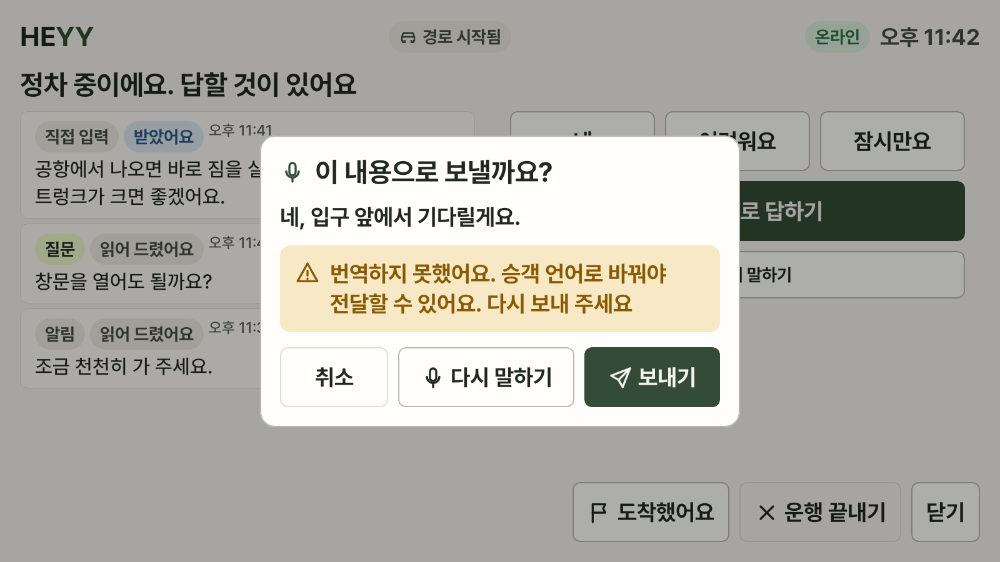 HEYY
경로 시작됨
온라인
오후 11:42
정차 중이에요. 답할 것이 있어요
직접 입력
받았어요
오후 11:41
공항에서 나오면 바로 짐을
트렁크가 크면 좋겠어요.
잠시만요
이 내용으로 보낼까요?
네, 입구 앞에서 기다릴게요.
번역하지 못했어요. 승객 언어로 바꿔야
전달할 수 있어요. 다시 보내 주세요
취소
다시 말하기
보내기
질문
읽어 드렸어요
오후
창문을 열어도 될까요?
알림
읽어 드렸어요
오후
조금 천천히 가 주세요.
답하기
말하기
도착했어요
운행 끝내기
닫기